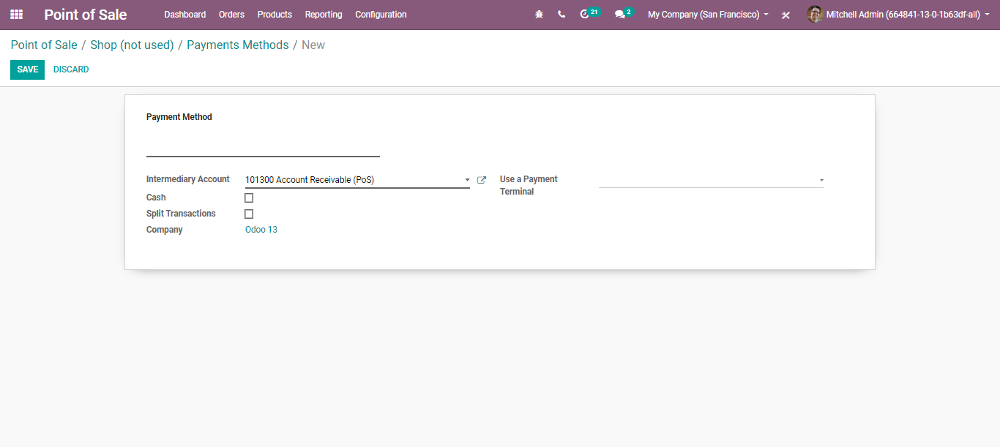 Point of Sale Dashboard Orders Products Reporting Configuration 21 2 My Company (San Francisco) Mitchell Admin (664841-13-0-1b63df-all)
Point of Sale / Shop (not used) / Payments Methods / New
SAVE DISCARD
Payment Method
Intermediary Account 101300 Account Receivable (PoS) Use a Payment
Terminal
Cash
Split Transactions
Company Odoo 13